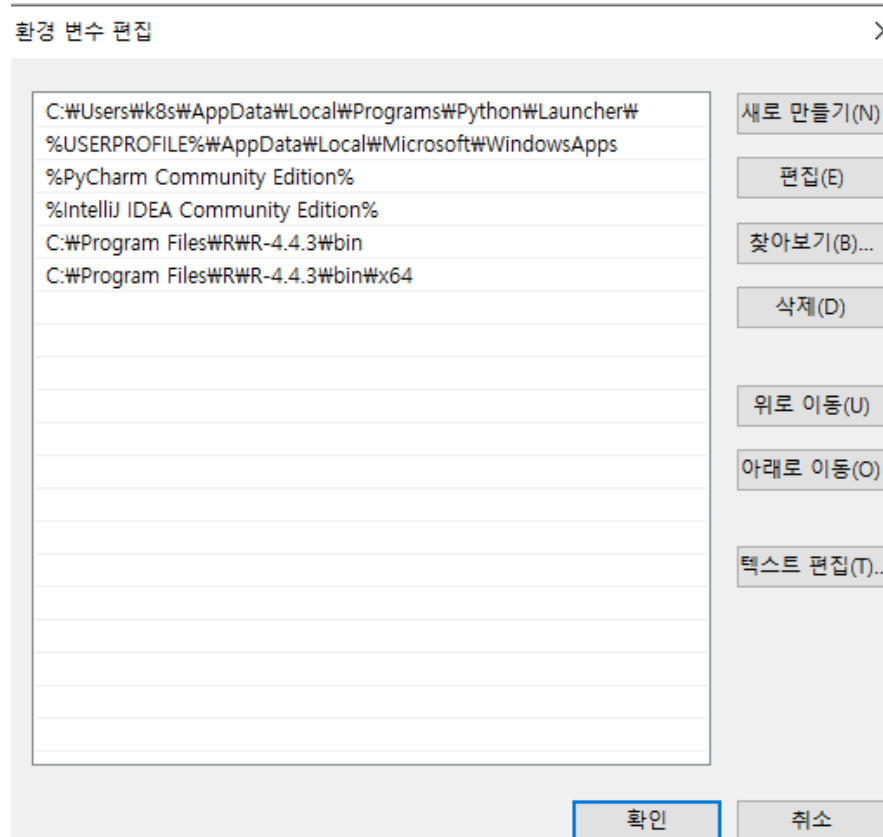 환경 변수 편집
C:₩Users₩k8s₩AppData₩Local₩Programs₩Python₩Launcher₩
%USERPROFILE%₩AppData₩Local₩Microsoft₩WindowsApps
%PyCharm Community Edition%
%IntelliJ IDEA Community Edition%
C:₩Program Files₩R₩R-4.4.3₩bin
C:₩Program Files₩R₩R-4.4.3₩bin₩x64
새로 만들기(N)
편집(E)
찾아보기(B)...
삭제(D)
위로 이동(U)
아래로 이동(O)
텍스트 편집(T)..
확인
취소